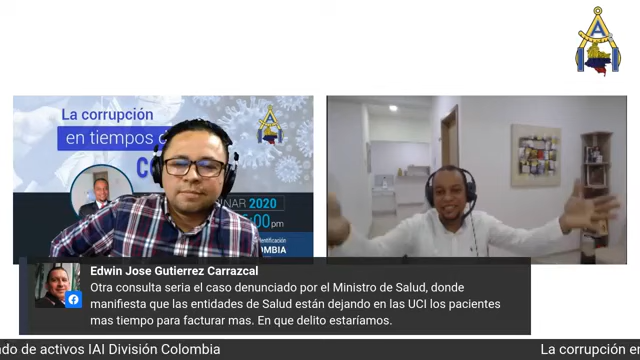 La corrupción
en tiempos d
CO
NAR 2020
:00pm
entificación
OMBIA
Edwin Jose Gutierrez Carrazcal
Otra consulta seria el caso denunciado por el Ministro de Salud, donde
manifiesta que las entidades de Salud están dejando en las UCI los pacientes
mas tiempo para facturar mas. En que delito estaríamos.
do de activos IAI División Colombia
La corrupción en